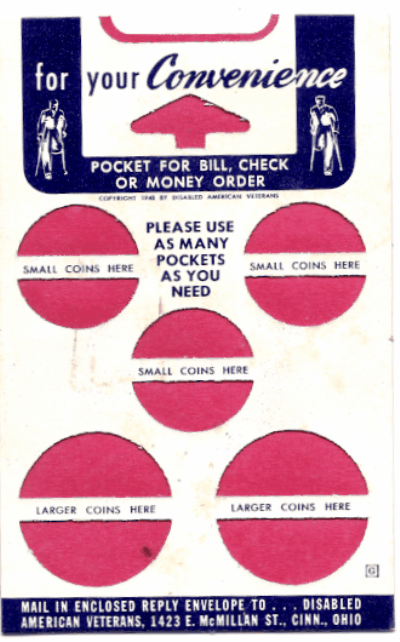 for your Convenience
POCKET FOR BILL, CHECK
OR MONEY ORDER
COPYRIGHT 1948 BY DISABLED AMERICAN VETERANS
PLEASE USE
AS MANY
POCKETS
AS YOU
NEED
SMALL COINS HERE
SMALL COINS HERE
SMALL COINS HERE
LARGER COINS HERE
LARGER COINS HERE
G
MAIL IN ENCLOSED REPLY ENVELOPE TO . . . DISABLED
AMERICAN VETERANS, 1423 E. McMILLAN ST., CINN., OHIO